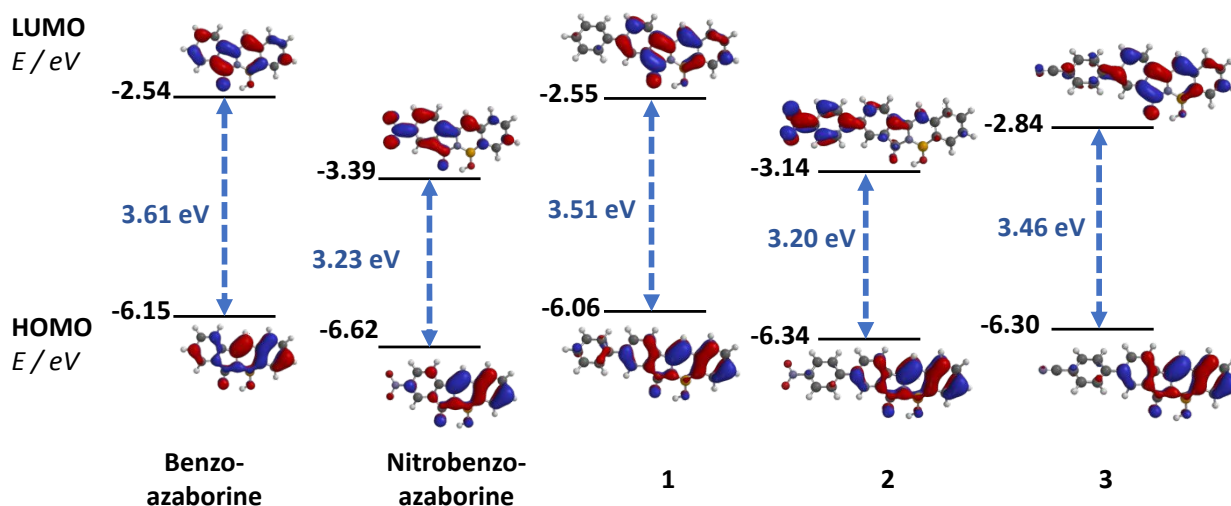 LUMO
E / eV
-2.54
-3.39
-2.55
-3.14
-2.84
3.61 eV
3.23 eV
3.51 eV
3.20 eV
3.46 eV
HOMO
E / eV
-6.15
-6.62
-6.06
-6.34
-6.30
Benzo-
azaborine
Nitrobenzo-
azaborine
1
2
3